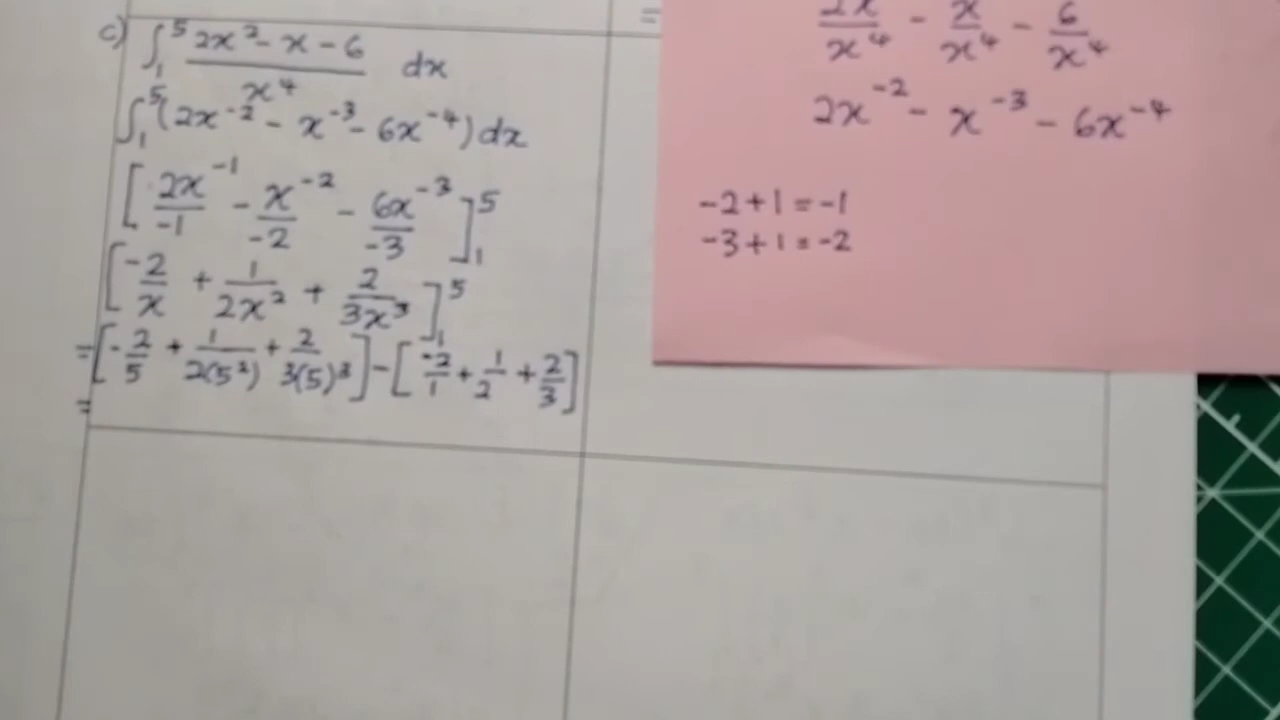 c) ∫₁⁵ (2x² - x - 6)/x⁴ dx
∫₁⁵ (2x⁻² - x⁻³ - 6x⁻⁴) dx
[2x⁻¹/-1 - x⁻²/-2 - 6x⁻³/-3]₁⁵
[-2/x + 1/2x² + 2/3x³]₁⁵
= [-2/5 + 1/2(5²) + 2/3(5)³] - [-2/1 + 1/2 + 2/3]
=
=
x/x⁴ - 6/x⁴
2x⁻² - x⁻³ - 6x⁻⁴
-2+1=-1
-3+1=-2